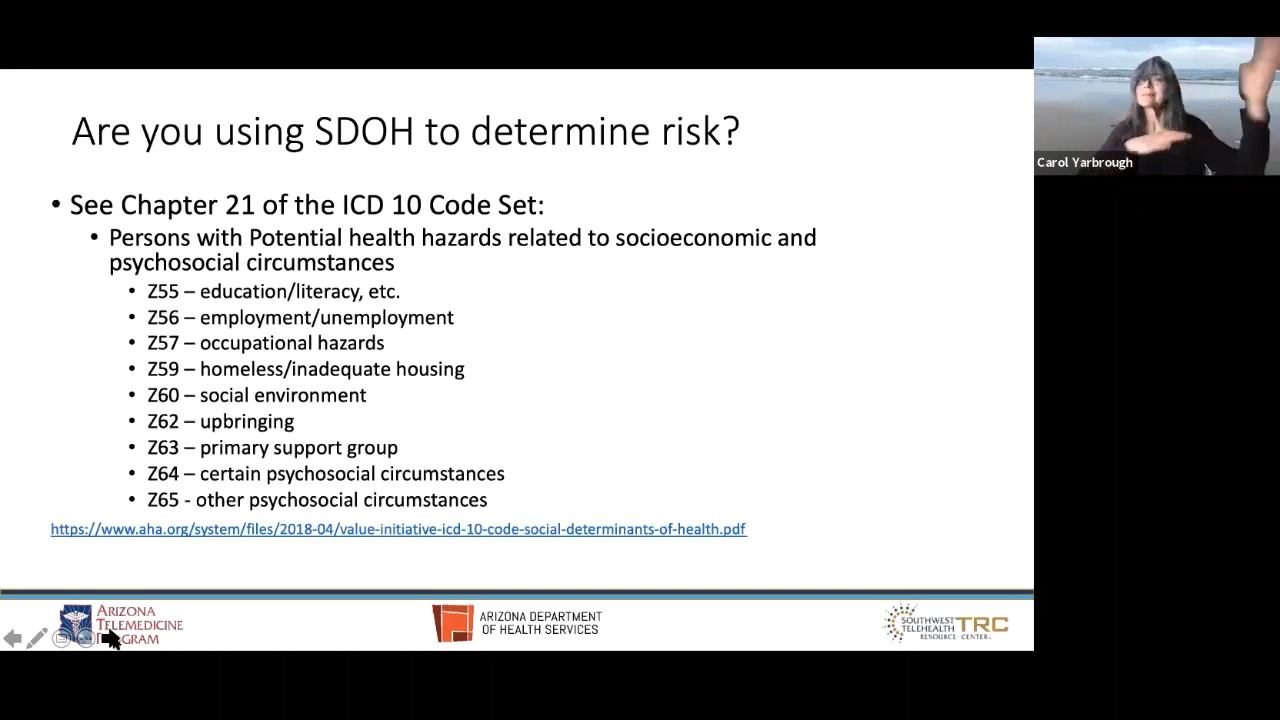 Are you using SDOH to determine risk?
Carol Yarbrough
• See Chapter 21 of the ICD 10 Code Set:
• Persons with Potential health hazards related to socioeconomic and
psychosocial circumstances
• Z55 – education/literacy, etc.
• Z56 – employment/unemployment
• Z57 – occupational hazards
• Z59 – homeless/inadequate housing
• Z60 – social environment
• Z62 – upbringing
• Z63 – primary support group
• Z64 – certain psychosocial circumstances
• Z65 - other psychosocial circumstances
https://www.aha.org/system/files/2018-04/value-initiative-icd-10-code-social-determinants-of-health.pdf
ARIZONA
TELEMEDICINE
ARIZONA DEPARTMENT
OF HEALTH SERVICES
SOUTHWEST
TELEHEALTH
RESOURCE CENTER
TRC